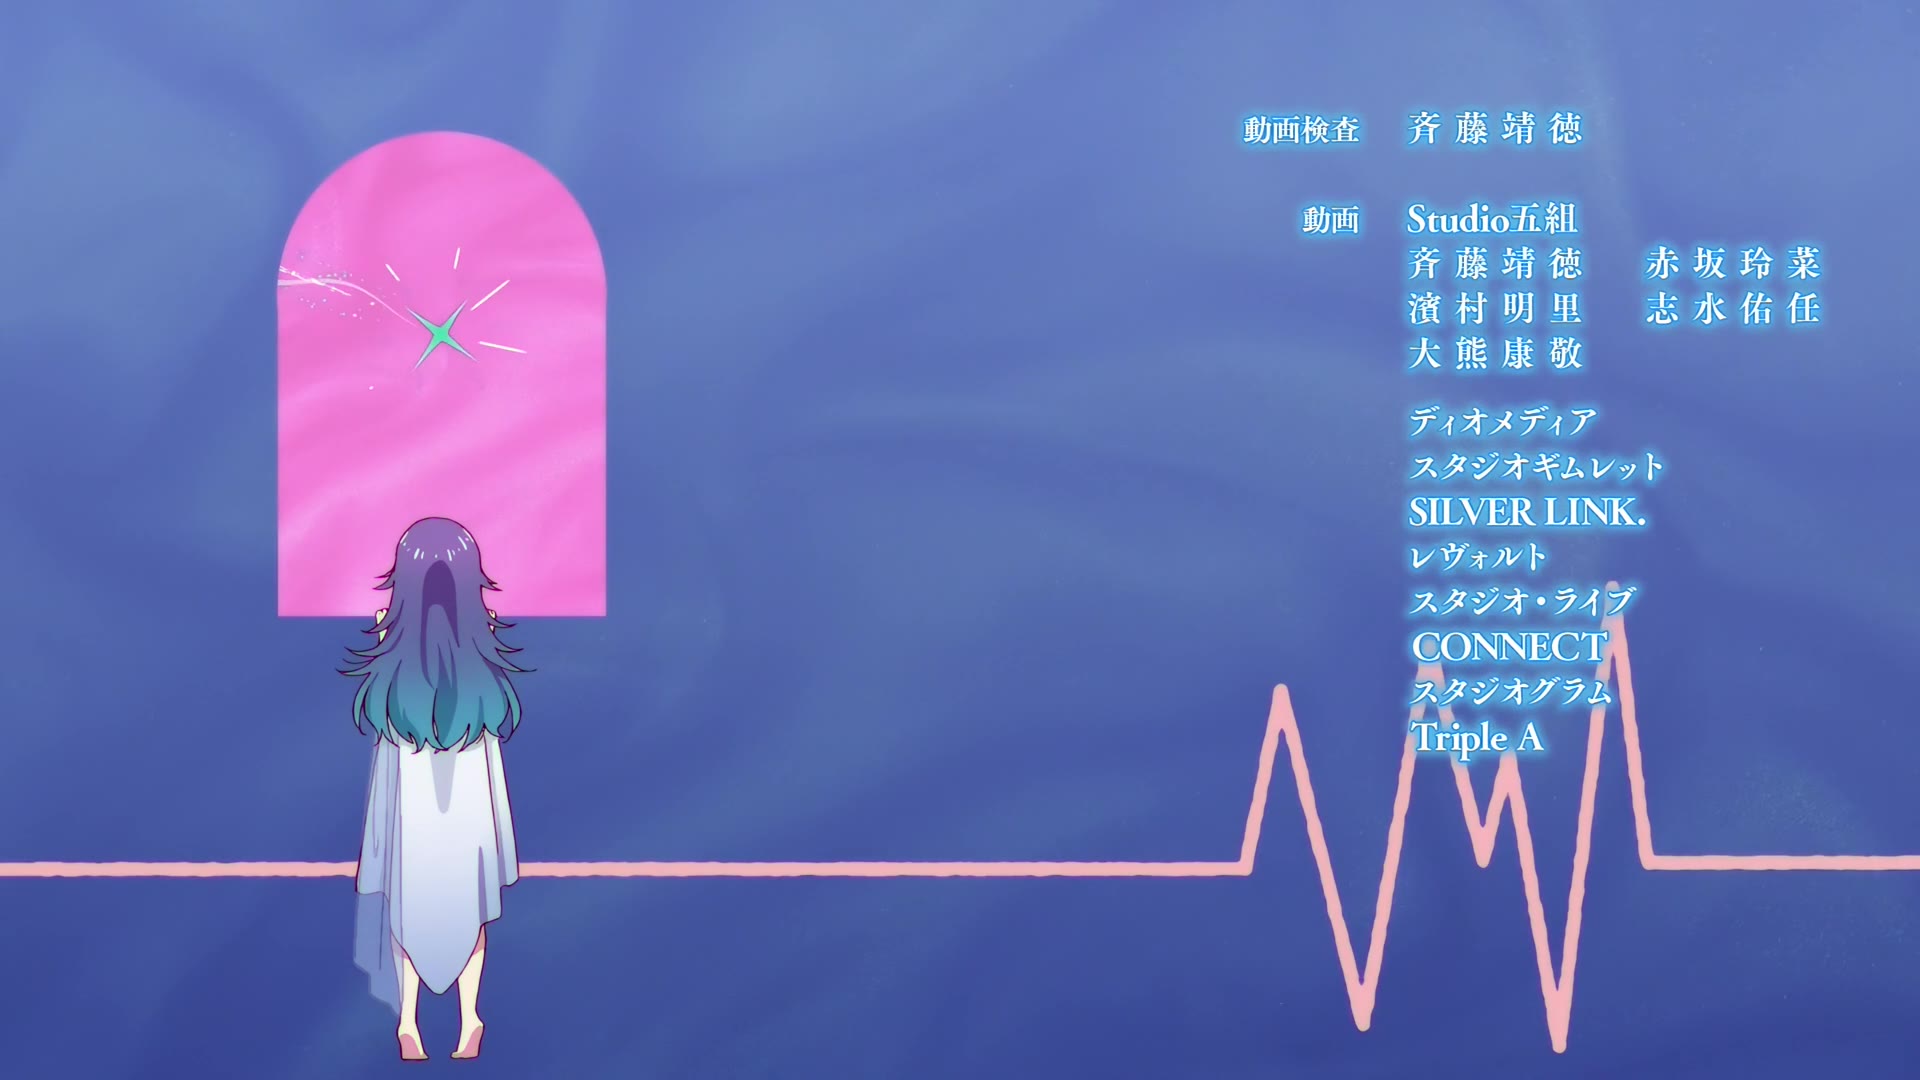 動画検査 斉藤靖徳
動画 Studio五組
斉藤靖徳 赤坂玲菜
濱村明里 志水佑任
大熊康敬
ディオメディア
スタジオギムレット
SILVER LINK.
レヴォルト
スタジオ・ライブ
CONNECT
スタジオグラム
Triple A